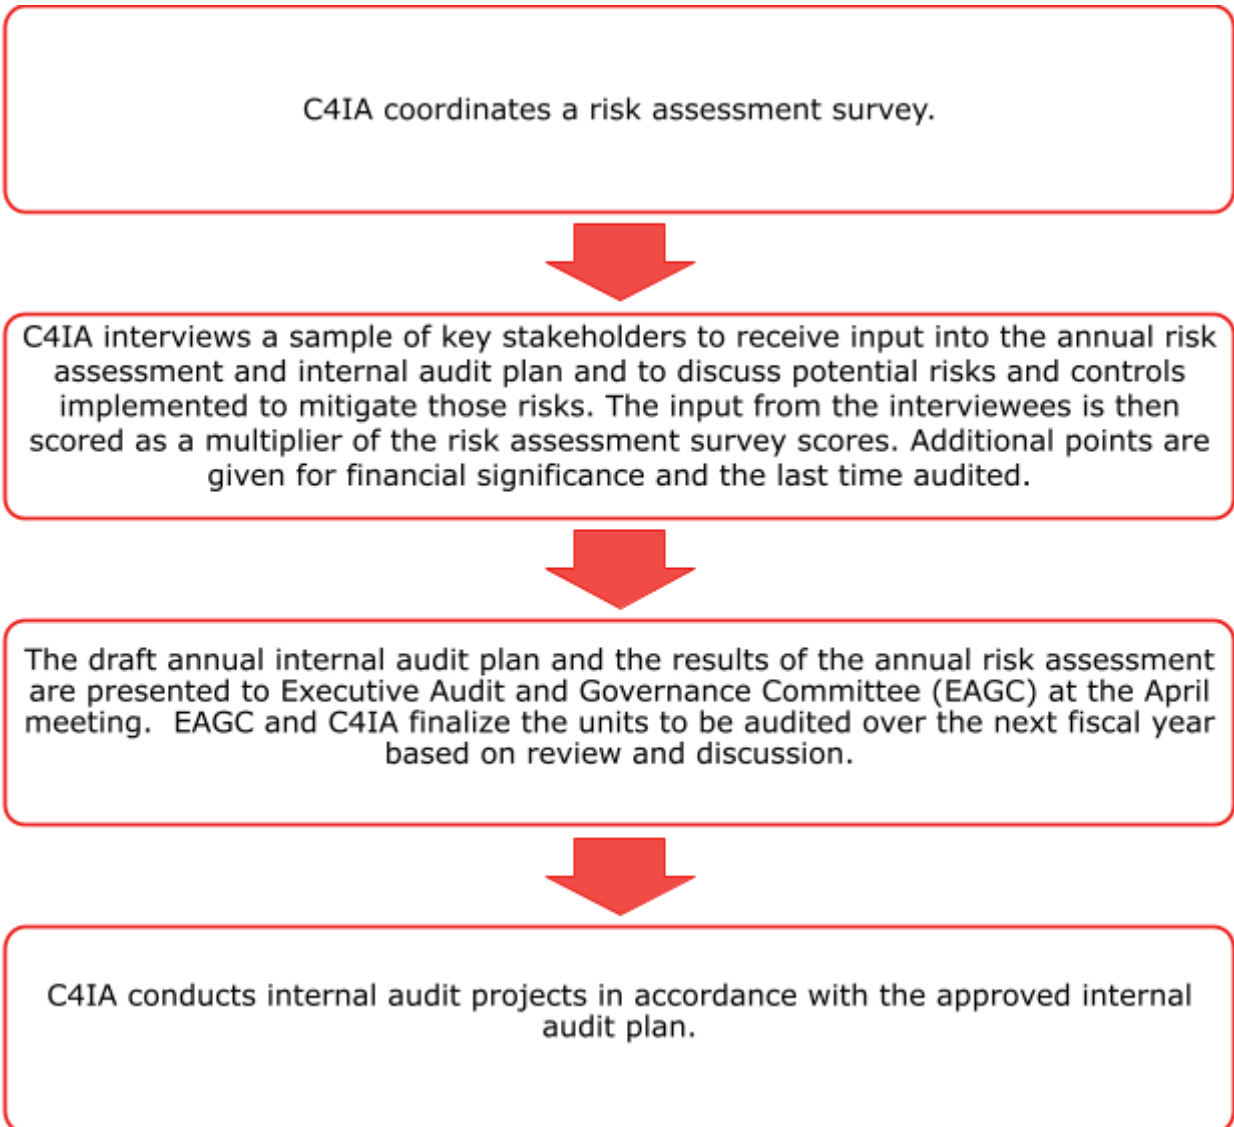 C4IA coordinates a risk assessment survey.
C4IA interviews a sample of key stakeholders to receive input into the annual risk
assessment and internal audit plan and to discuss potential risks and controls
implemented to mitigate those risks. The input from the interviewees is then
scored as a multiplier of the risk assessment survey scores. Additional points are
given for financial significance and the last time audited.
The draft annual internal audit plan and the results of the annual risk assessment
are presented to Executive Audit and Governance Committee (EAGC) at the April
meeting.  EAGC and C4IA finalize the units to be audited over the next fiscal year
based on review and discussion.
C4IA conducts internal audit projects in accordance with the approved internal
audit plan.